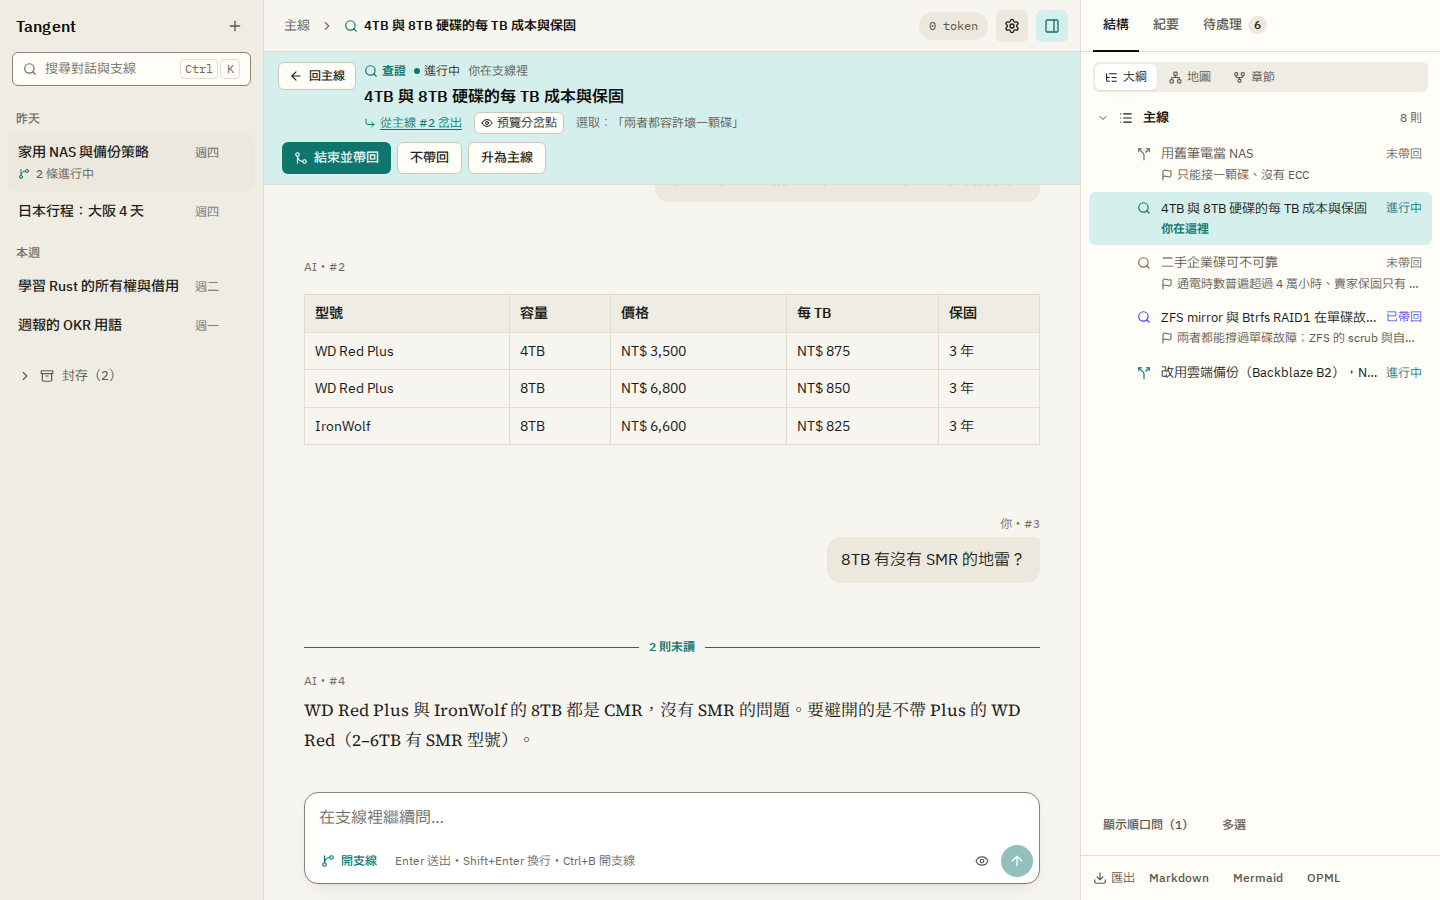 Tangent
搜尋對話與支線
Ctrl K
昨天
家用 NAS 與備份策略 週四
2 條進行中
日本行程：大阪 4 天 週四
本週
學習 Rust 的所有權與借用 週二
週報的 OKR 用語 週一
封存（2）
主線 4TB 與 8TB 硬碟的每 TB 成本與保固
0 token
回主線
查證 進行中 你在支線裡
4TB 與 8TB 硬碟的每 TB 成本與保固
從主線 #2 岔出 預覽分岔點 選取：「兩者都容許壞一顆碟」
結束並帶回 不帶回 升為主線
AI・#2
型號 容量 價格 每 TB 保固
WD Red Plus 4TB NT$ 3,500 NT$ 875 3 年
WD Red Plus 8TB NT$ 6,800 NT$ 850 3 年
IronWolf 8TB NT$ 6,600 NT$ 825 3 年
你・#3
8TB 有沒有 SMR 的地雷？
2 則未讀
AI・#4
WD Red Plus 與 IronWolf 的 8TB 都是 CMR，沒有 SMR 的問題。要避開的是不帶 Plus 的 WD
Red（2–6TB 有 SMR 型號）。
在支線裡繼續問…
開支線 Enter 送出・Shift+Enter 換行・Ctrl+B 開支線
結構 紀要 待處理 6
大綱 地圖 章節
主線 8 則
用舊筆電當 NAS 未帶回
只能接一顆碟、沒有 ECC
4TB 與 8TB 硬碟的每 TB 成本與保固 進行中
你在這裡
二手企業碟可不可靠 未帶回
通電時數普遍超過 4 萬小時、賣家保固只有 ...
ZFS mirror 與 Btrfs RAID1 在單碟故... 已帶回
兩者都能撐過單碟故障；ZFS 的 scrub 與自...
改用雲端備份（Backblaze B2），N... 進行中
顯示順口問（1） 多選
匯出 Markdown Mermaid OPML